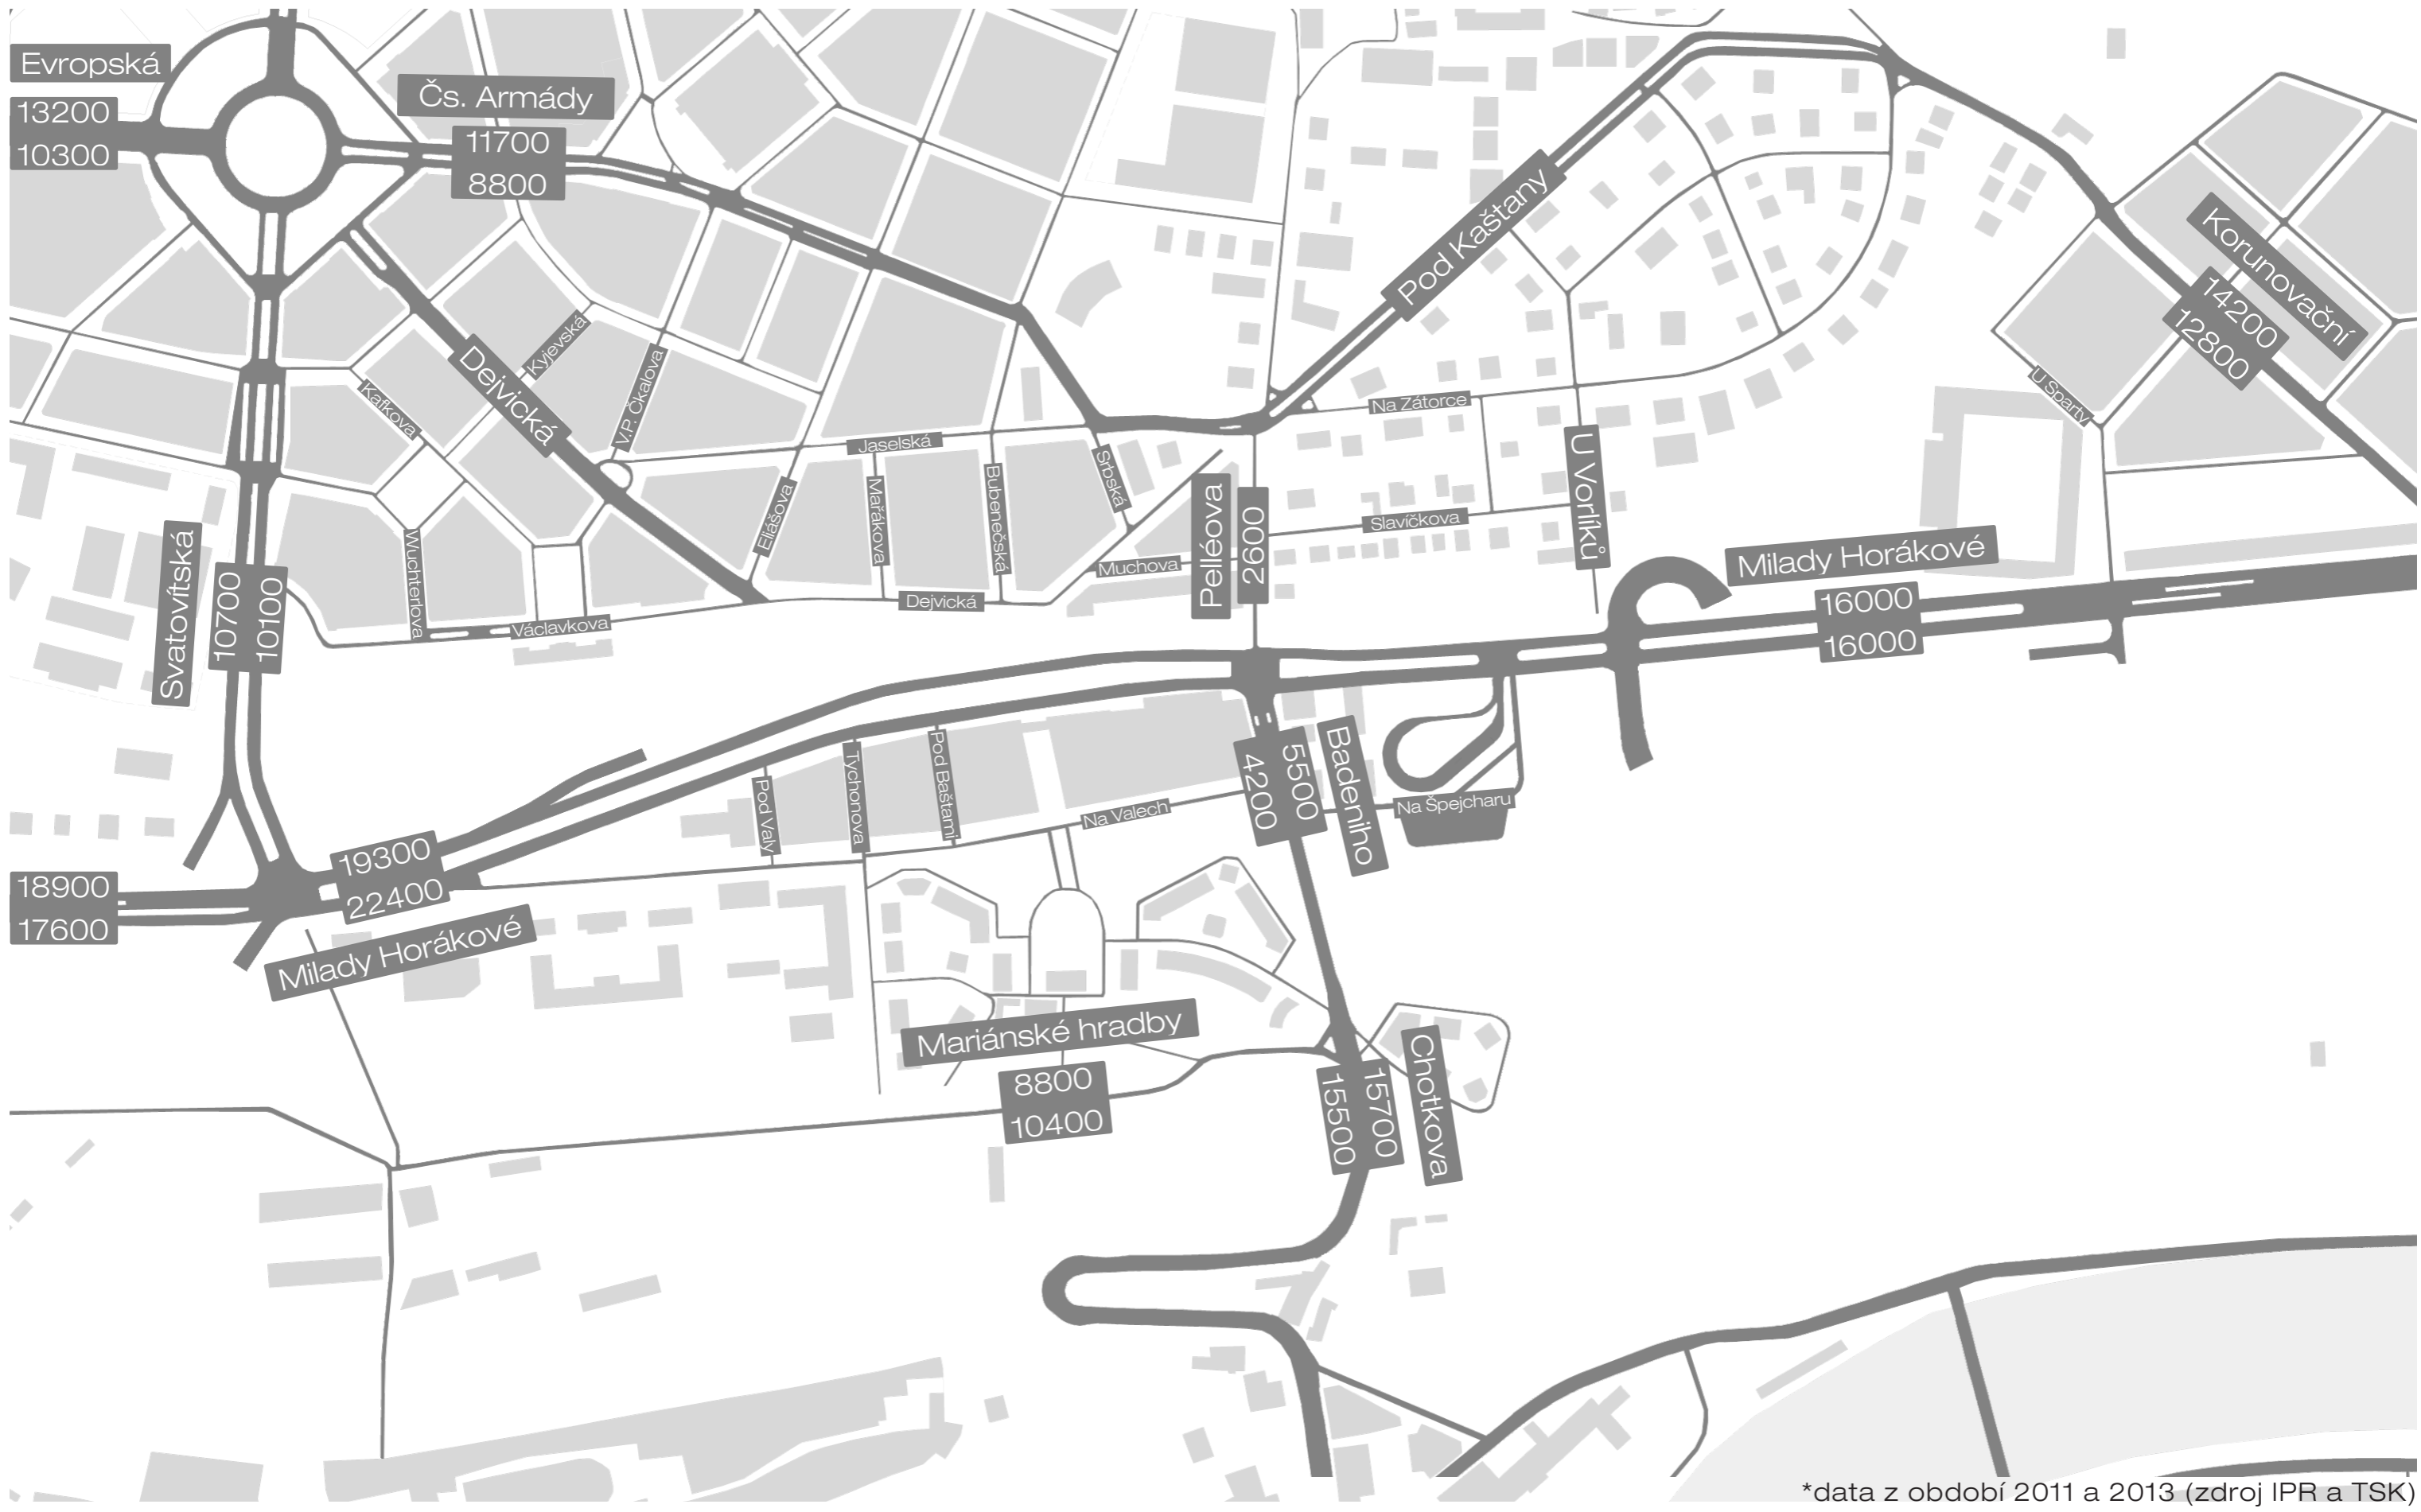 Evropská
13200
10300
Čs. Armády
11700
8800
Pod Kaštany
Korunovační
14200
12800
Kyjevská
Dejvická
V.P. Čkalova
Kafkova
Jaselská
Na Zátorce
U Sparty
Eliášova
Mařákova
Bubenečská
Srbská
Pelléova
2600
Slavíčkova
U Vorlíků
Muchova
Svatovítská
10700
10100
Wuchterlova
Václavkova
Dejvická
Milady Horákové
16000
16000
Pod Valy
Tychonova
Pod Baštami
Na Valech
4200
5500
Badeniho
Na Špejcharu
19300
22400
18900
17600
Milady Horákové
Mariánské hradby
8800
10400
15500
15700
Chotkova
*data z období 2011 a 2013 (zdroj IPR a TSK)